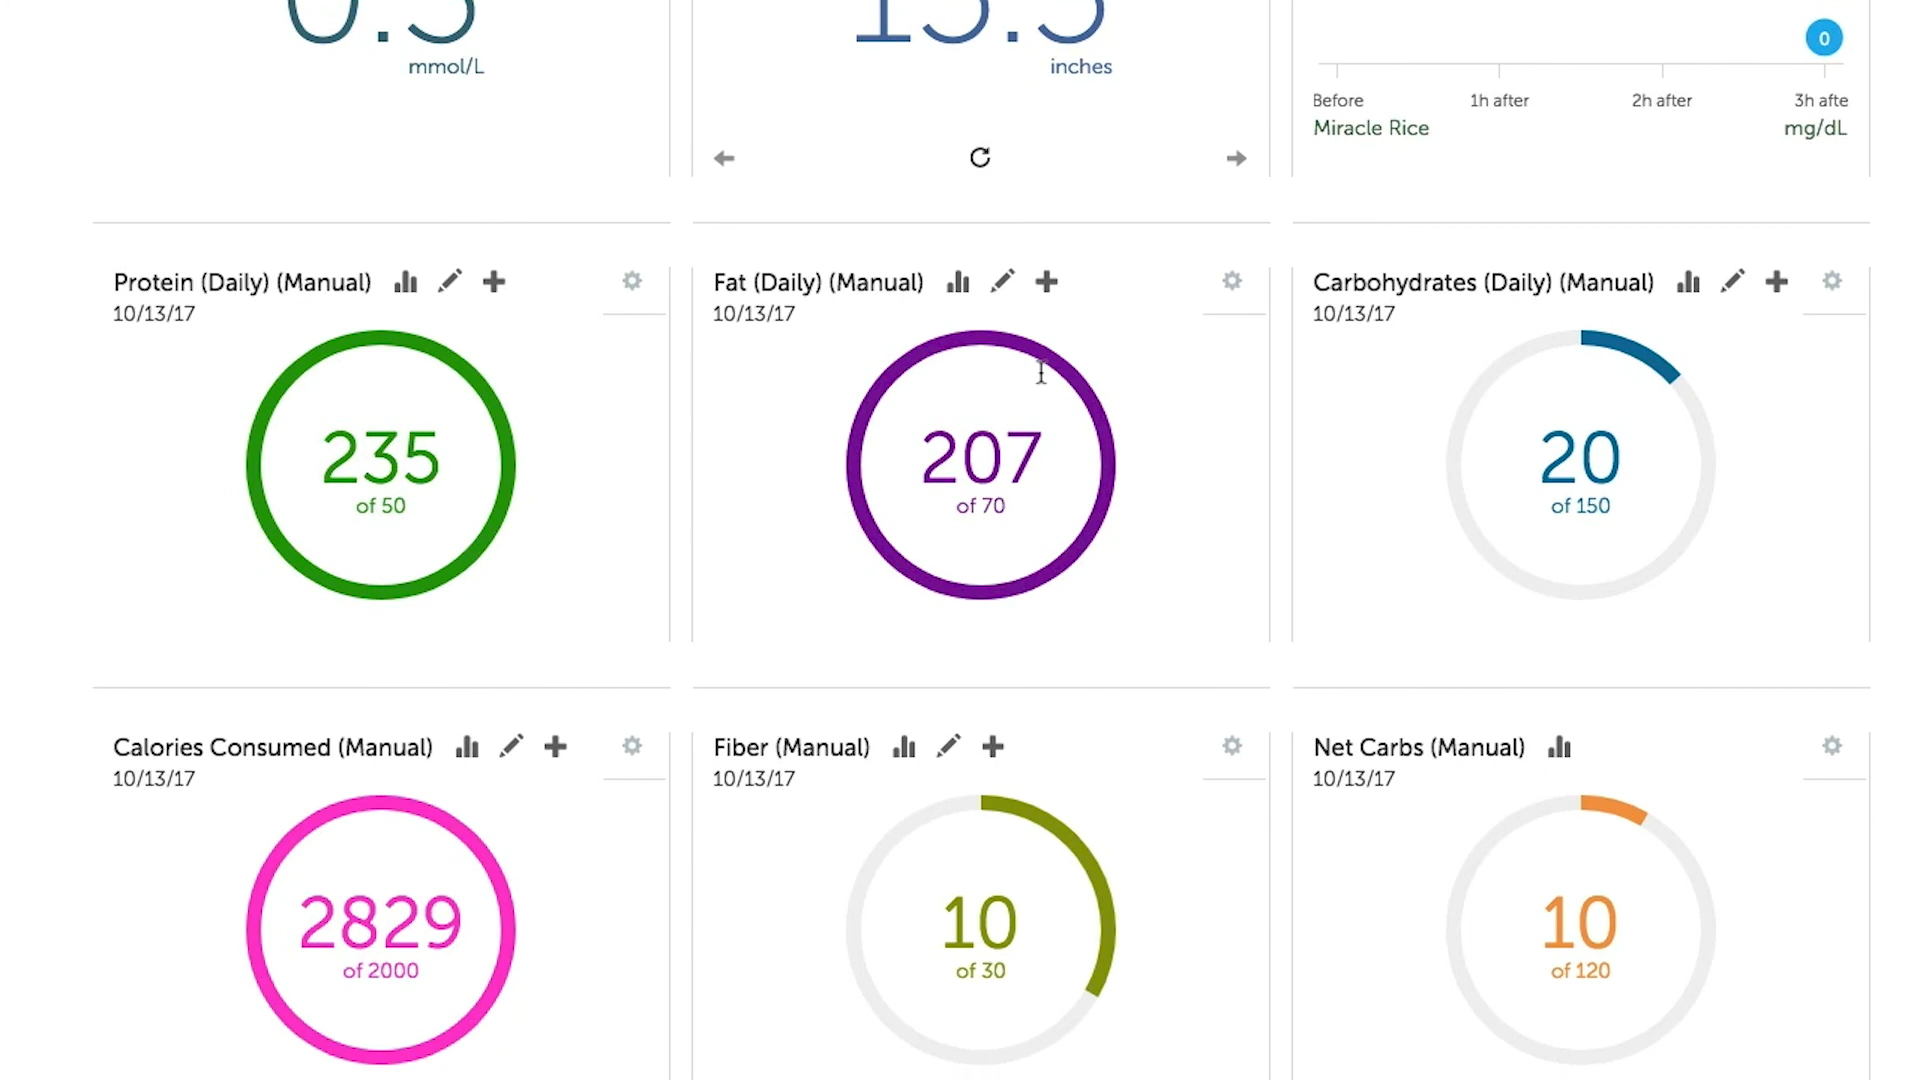 mmol/L
inches
0
Before 1h after 2h after 3h afte
Miracle Rice mg/dL
Protein (Daily) (Manual)
10/13/17
235
of 50
Fat (Daily) (Manual)
10/13/17
207
of 70
Carbohydrates (Daily) (Manual)
10/13/17
20
of 150
Calories Consumed (Manual)
10/13/17
2829
of 2000
Fiber (Manual)
10/13/17
10
of 30
Net Carbs (Manual)
10/13/17
10
of 120